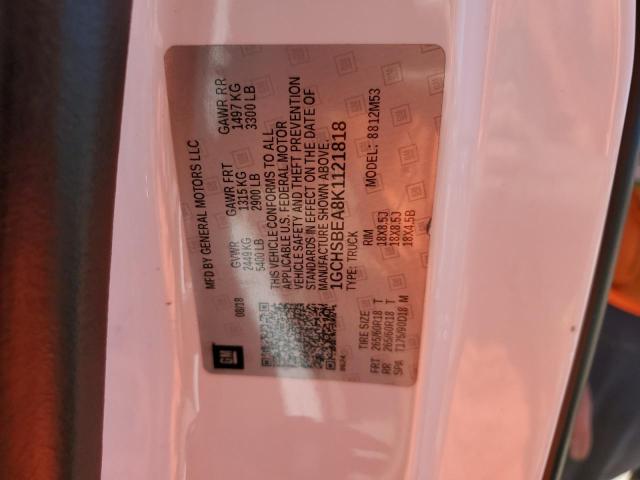 GM
MFD BY GENERAL MOTORS LLC
08/18
GVWR GAWR FRT GAWR RR
2449 KG 1315 KG 1497 KG
5400 LB 2900 LB 3300 LB
THIS VEHICLE CONFORMS TO ALL
APPLICABLE U.S. FEDERAL MOTOR
VEHICLE SAFETY AND THEFT PREVENTION
STANDARDS IN EFFECT ON THE DATE OF
MANUFACTURE SHOWN ABOVE.
1GCHSBEA8K1121818
TYPE: TRUCK MODEL: 8812M53
TIRE SIZE RIM
FRT 265/60R18 T 18X8.5J
RR 265/60R18 T 18X8.5J
SPA T175/90D18 M 18X4.5B